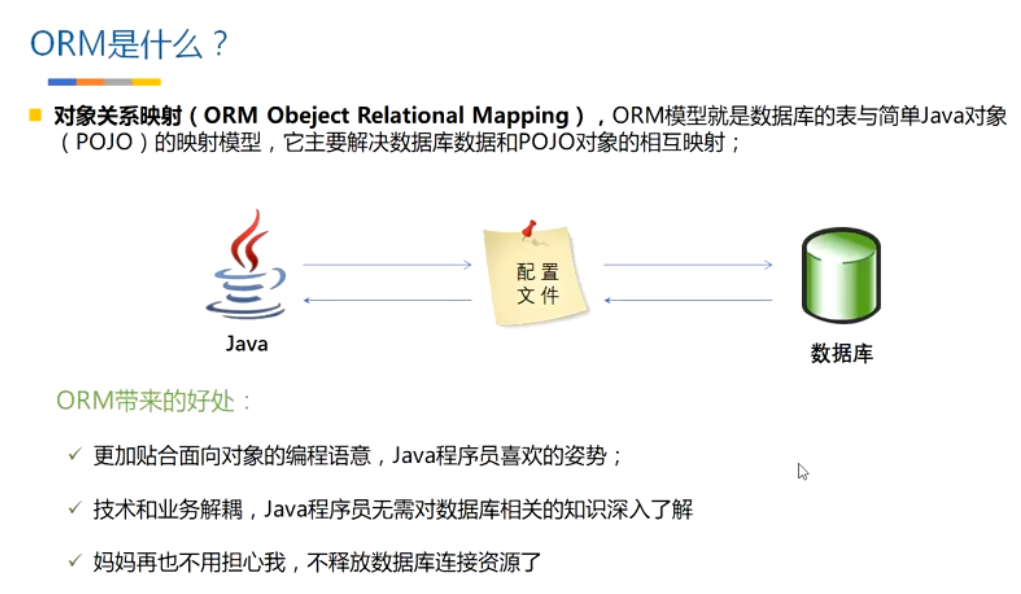 ORM是什么？
对象关系映射（ORM Obeject Relational Mapping），ORM模型就是数据库的表与简单Java对象
（POJO）的映射模型，它主要解决数据库数据和POJO对象的相互映射；
配 置
文 件
Java
数据库
ORM带来的好处：
更加贴合面向对象的编程语意，Java程序员喜欢的姿势；
技术和业务解耦，Java程序员无需对数据库相关的知识深入了解
妈妈再也不用担心我，不释放数据库连接资源了